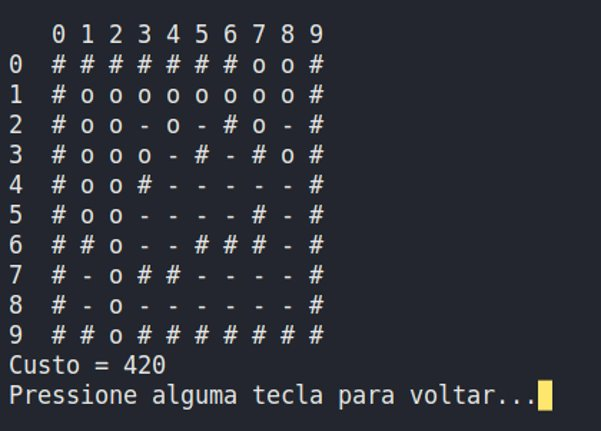 0 1 2 3 4 5 6 7 8 9
0 # # # # # # # o o #
1 # o o o o o o o o #
2 # o o - o - # o - #
3 # o o o - # - # o #
4 # o o # - - - - - #
5 # o o - - - - # - #
6 # # o - - # # # - #
7 # - o # # - - - - #
8 # - o - - - - - - #
9 # # o # # # # # # #
Custo = 420
Pressione alguma tecla para voltar...